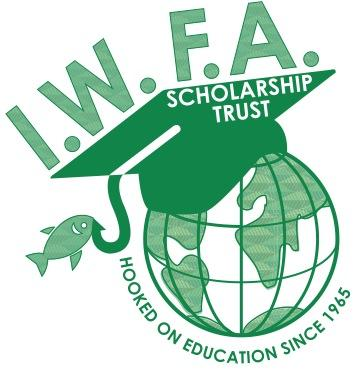 I.W.F.A.
SCHOLARSHIP
TRUST
HOOKED ON EDUCATION SINCE 1965